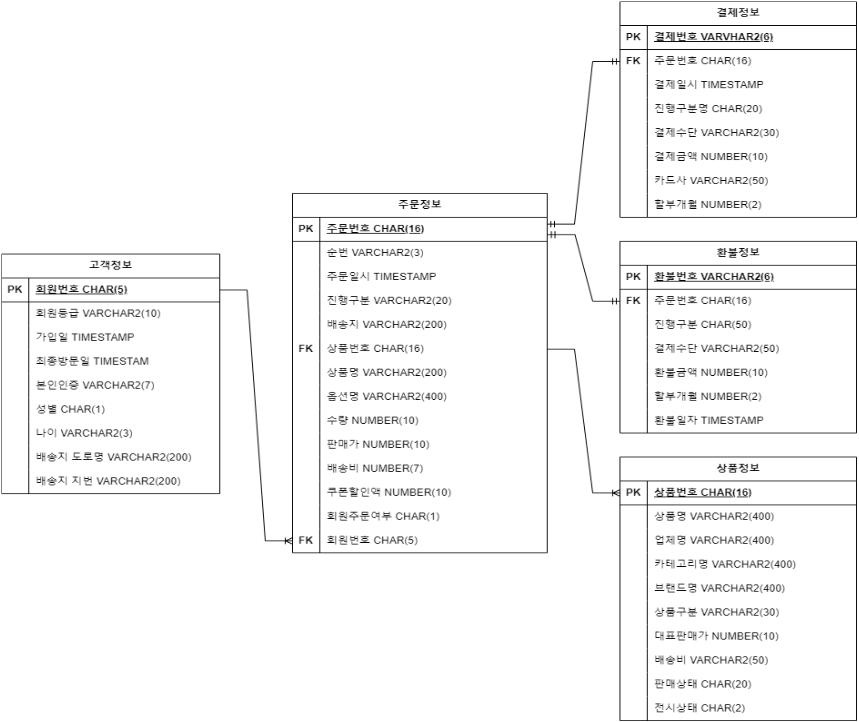 결제정보
PK 결제번호 VARVHAR2(6)
FK 주문번호 CHAR(16)
결제일시 TIMESTAMP
진행구분명 CHAR(20)
결제수단 VARCHAR2(30)
결제금액 NUMBER(10)
카드사 VARCHAR2(50)
할부개월 NUMBER(2)
주문정보
PK 주문번호 CHAR(16)
순번 VARCHAR2(3)
주문일시 TIMESTAMP
진행구분 VARCHAR2(20)
배송지 VARCHAR2(200)
FK 상품번호 CHAR(16)
상품명 VARCHAR2(200)
옵션명 VARCHAR2(400)
수량 NUMBER(10)
판매가 NUMBER(10)
배송비 NUMBER(7)
쿠폰할인액 NUMBER(10)
회원주문여부 CHAR(1)
FK 회원번호 CHAR(5)
고객정보
PK 회원번호 CHAR(5)
회원등급 VARCHAR2(10)
가입일 TIMESTAMP
최종방문일 TIMESTAM
본인인증 VARCHAR2(7)
성별 CHAR(1)
나이 VARCHAR2(3)
배송지 도로명 VARCHAR2(200)
배송지 지번 VARCHAR2(200)
환불정보
PK 환불번호 VARCHAR2(6)
FK 주문번호 CHAR(16)
진행구분 CHAR(50)
결제수단 VARCHAR2(50)
환불금액 NUMBER(10)
할부개월 NUMBER(2)
환불일자 TIMESTAMP
상품정보
PK 상품번호 CHAR(16)
상품명 VARCHAR2(400)
업체명 VARCHAR2(400)
카테고리명 VARCHAR2(400)
브랜드명 VARCHAR2(400)
상품구분 VARCHAR2(30)
대표판매가 NUMBER(10)
배송비 VARCHAR2(50)
판매상태 CHAR(20)
전시상태 CHAR(2)